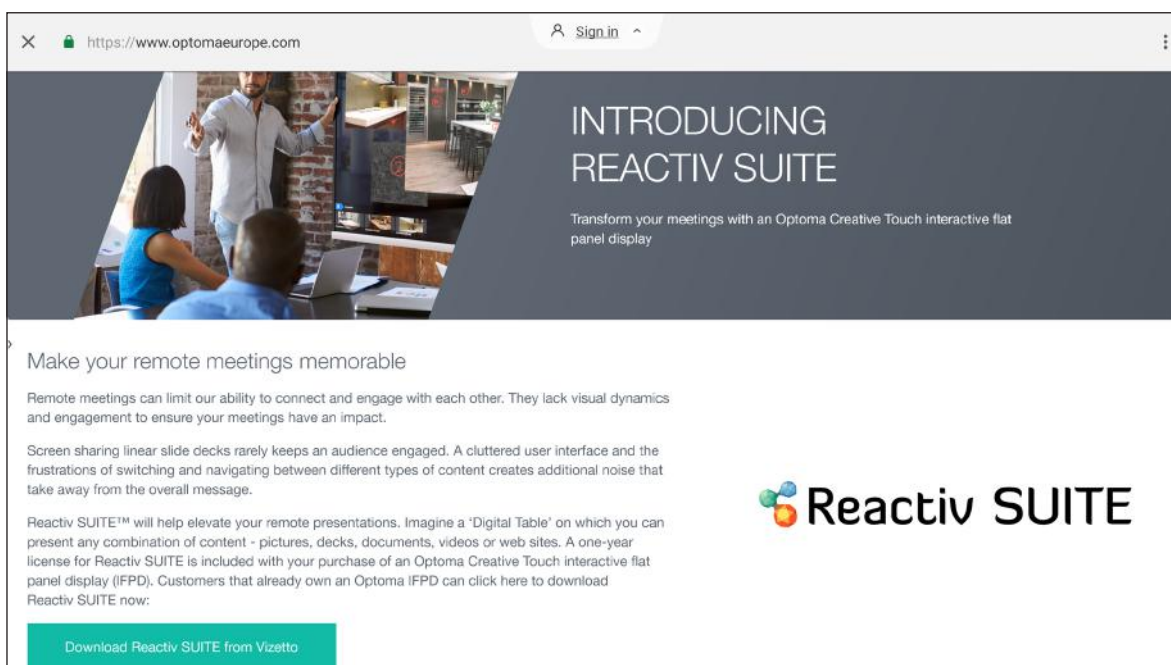 https://www.optomaeurope.com
Sign in
INTRODUCING
REACTIV SUITE
Transform your meetings with an Optoma Creative Touch interactive flat
panel display
Make your remote meetings memorable
Remote meetings can limit our ability to connect and engage with each other. They lack visual dynamics
and engagement to ensure your meetings have an impact.
Screen sharing linear slide decks rarely keeps an audience engaged. A cluttered user interface and the
frustrations of switching and navigating between different types of content creates additional noise that
take away from the overall message.
Reactiv SUITE™ will help elevate your remote presentations. Imagine a ‘Digital Table’ on which you can
present any combination of content - pictures, decks, documents, videos or web sites. A one-year
license for Reactiv SUITE is included with your purchase of an Optoma Creative Touch interactive flat
panel display (IFPD). Customers that already own an Optoma IFPD can click here to download
Reactiv SUITE now:
Reactiv SUITE
Download Reactiv SUITE from Vizetto